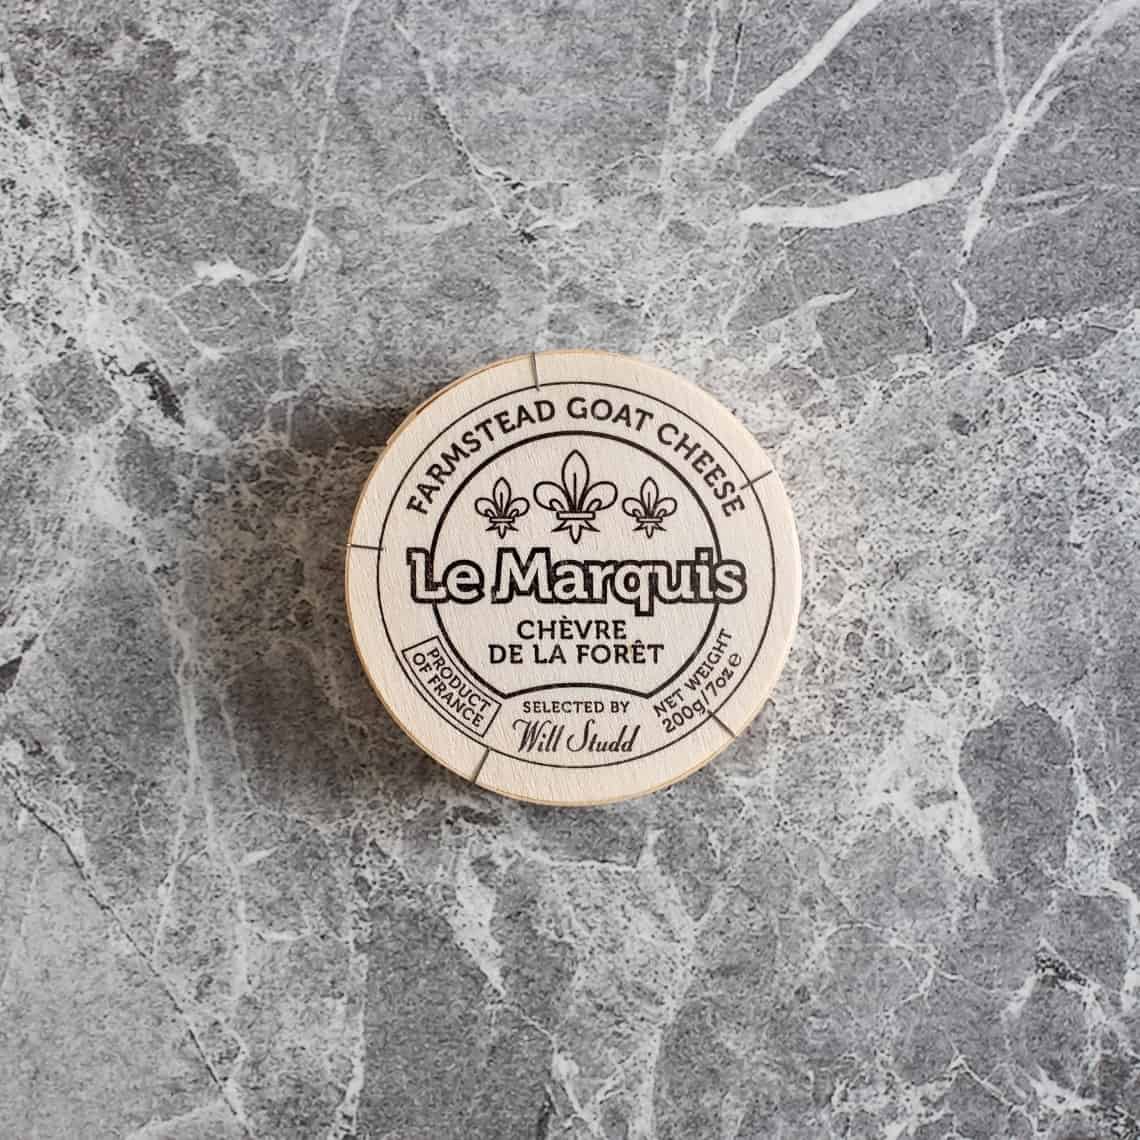 FARMSTEAD GOAT CHEESE
Le Marquis
CHÈVRE
DE LA FORÊT
PRODUCT
OF FRANCE
SELECTED BY
Will Studd
NET WEIGHT
200g/7oz ℮